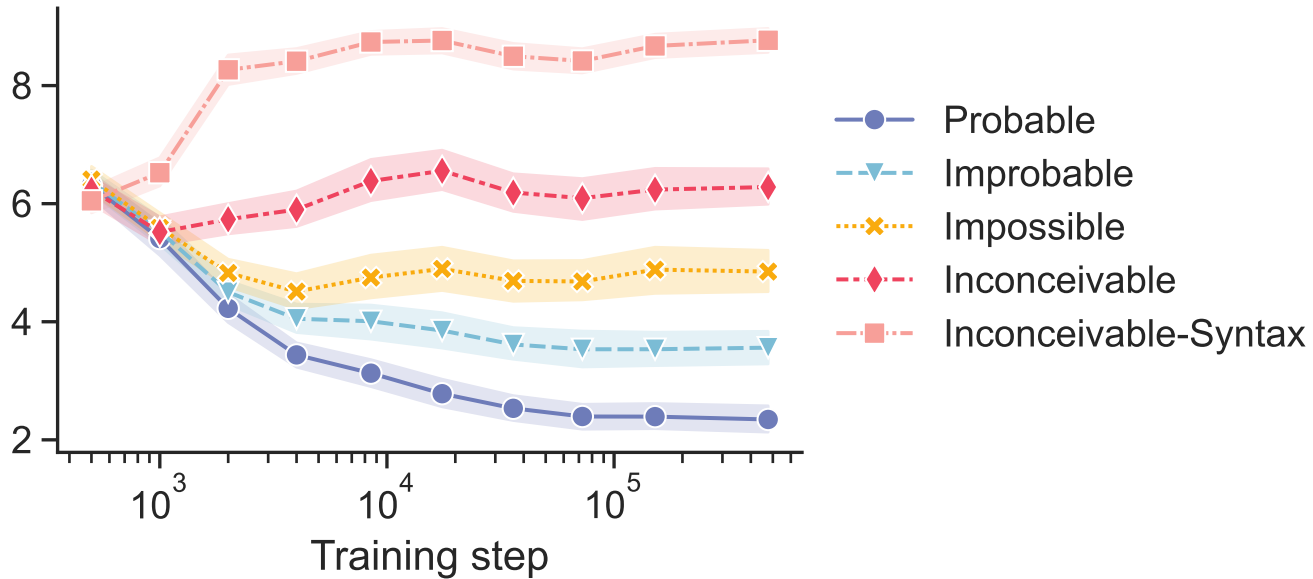 8
6
4
2
10^3
10^4
10^5
Training step
Probable
Improbable
Impossible
Inconceivable
Inconceivable-Syntax